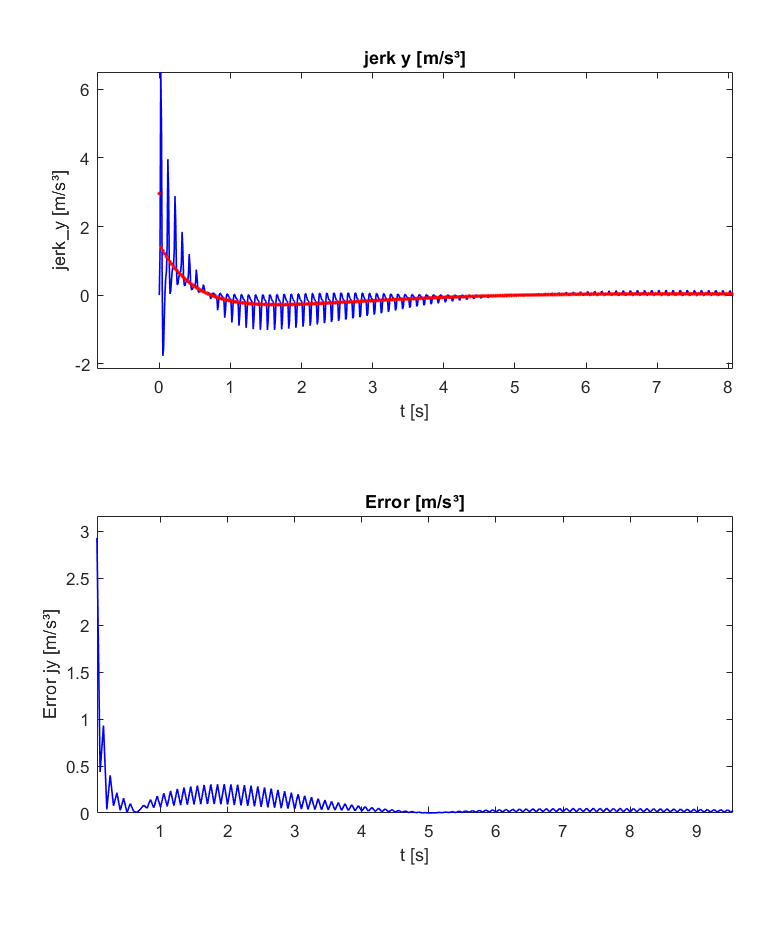 jerk y [m/s³]
6
4
2
0
-2
jerk_y [m/s³]
0 1 2 3 4 5 6 7 8
t [s]
Error [m/s³]
3
2.5
2
1.5
1
0.5
0
Error jy [m/s³]
1 2 3 4 5 6 7 8 9
t [s]